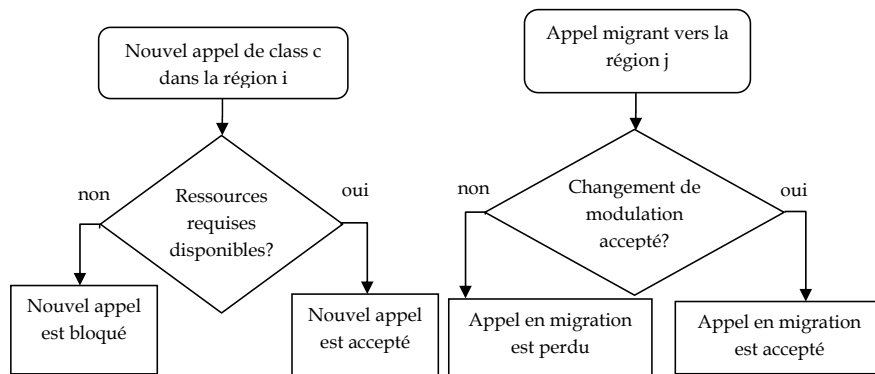 Nouvel appel de class c
dans la région i
non
Ressources
requises
disponibles?
oui
Nouvel appel
est bloqué
Nouvel appel
est accepté
Appel migrant vers la
région j
non
Changement de
modulation
accepté?
oui
Appel en migration
est perdu
Appel en migration
est accepté